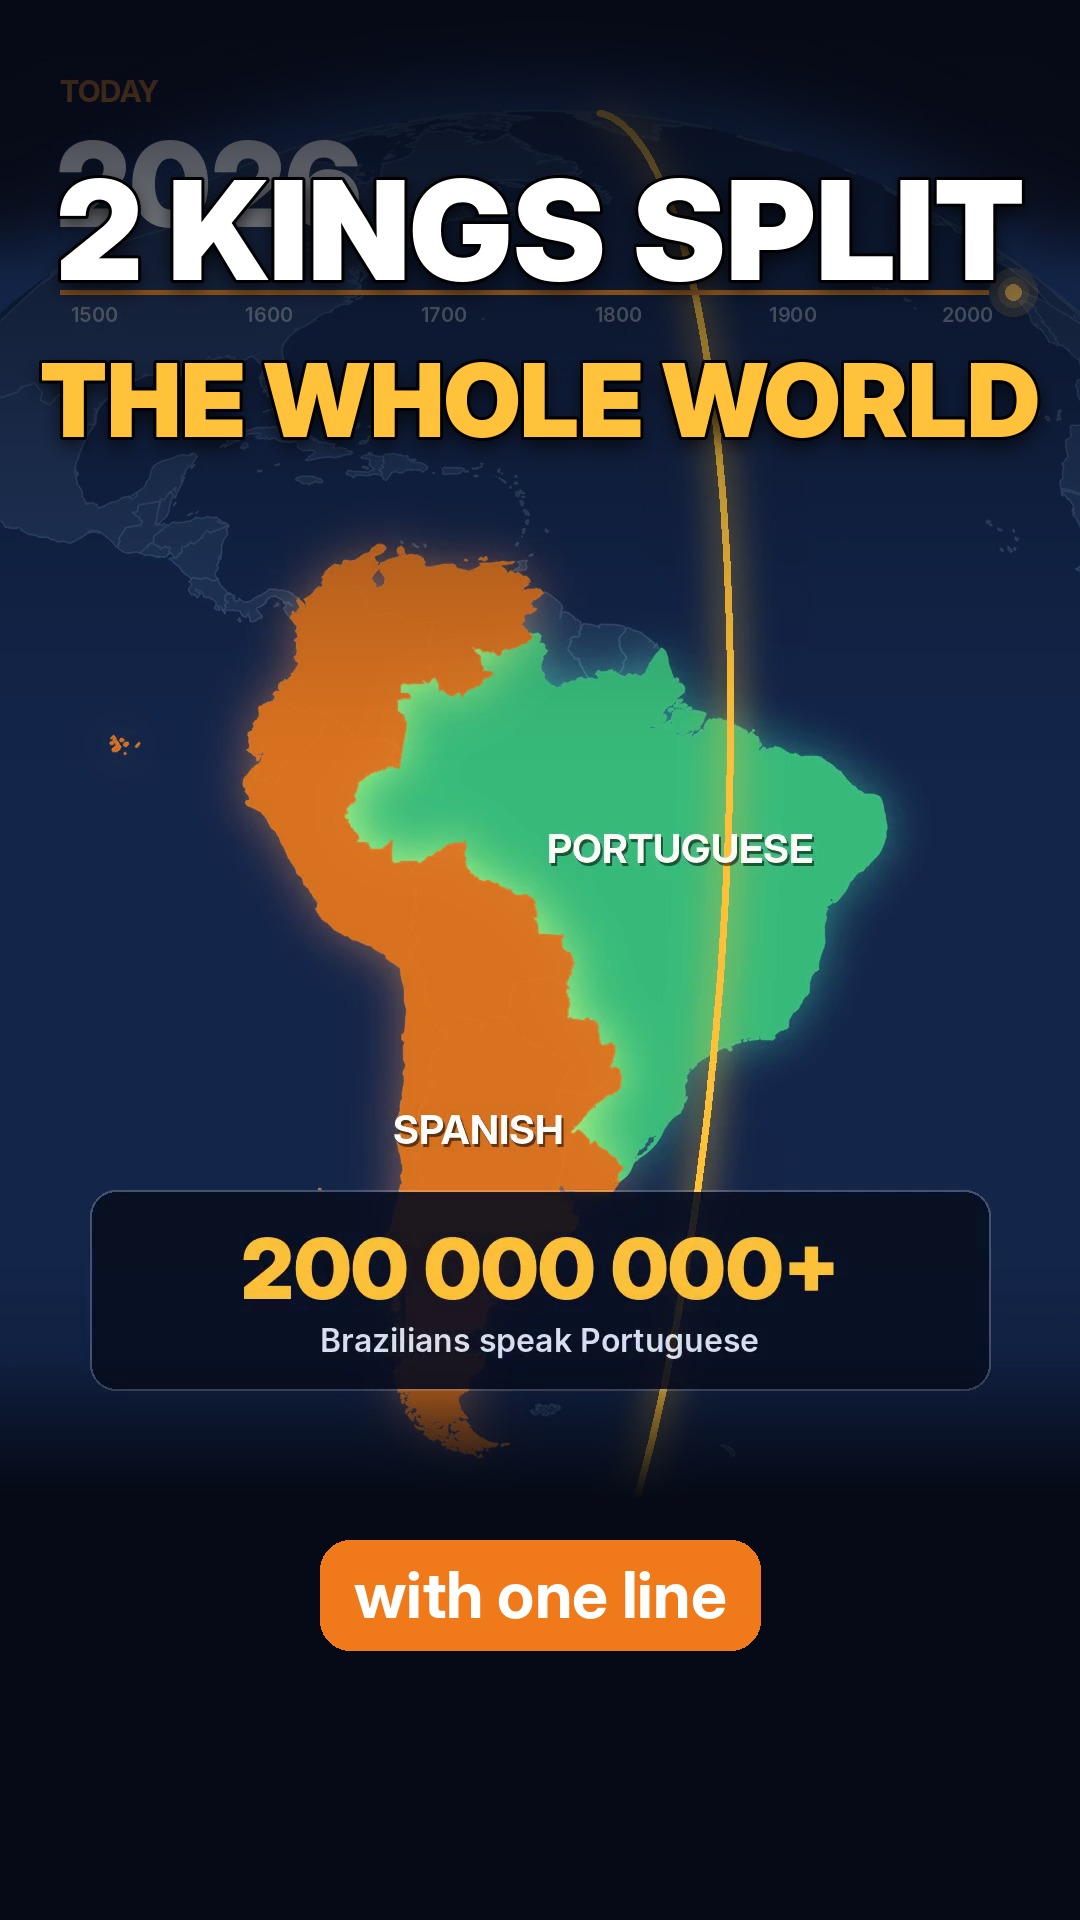 TODAY
2026
2 KINGS SPLIT
1500 1600 1700 1800 1900 2000
THE WHOLE WORLD
PORTUGUESE
SPANISH
200 000 000+
Brazilians speak Portuguese
with one line